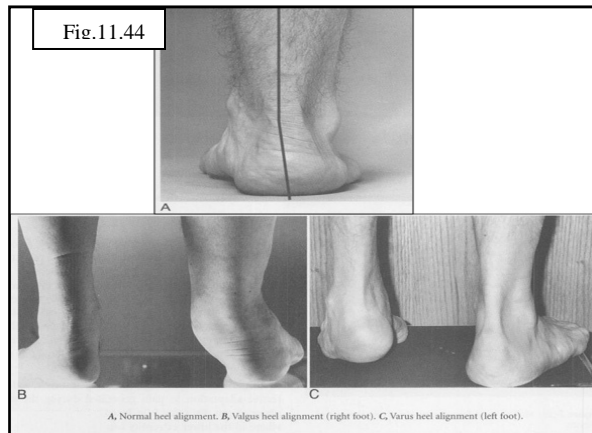 Fig.11.44
A
B
C
A, Normal heel alignment. B, Valgus heel alignment (right foot). C, Varus heel alignment (left foot).